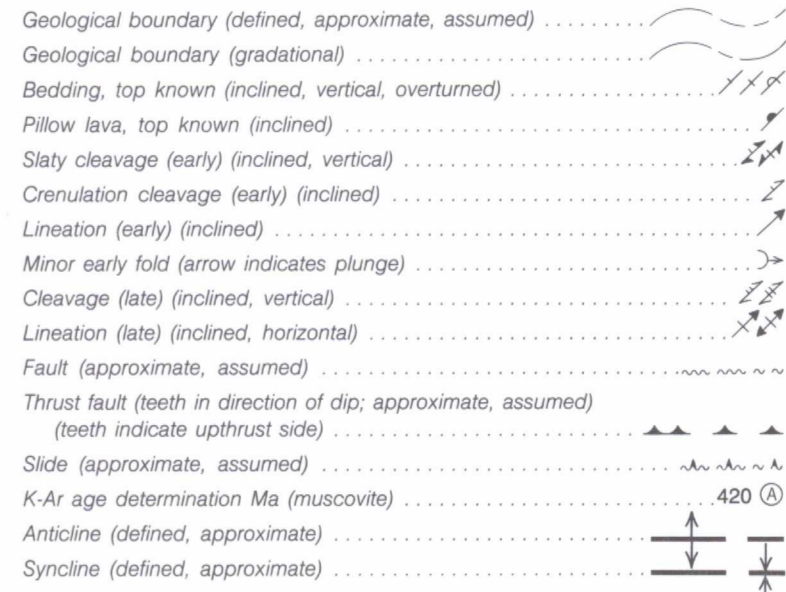 Geological boundary (defined, approximate, assumed)
Geological boundary (gradational)
Bedding, top known (inclined, vertical, overturned)
Pillow lava, top known (inclined)
Slaty cleavage (early) (inclined, vertical)
Crenulation cleavage (early) (inclined)
Lineation (early) (inclined)
Minor early fold (arrow indicates plunge)
Cleavage (late) (inclined, vertical)
Lineation (late) (inclined, horizontal)
Fault (approximate, assumed)
Thrust fault (teeth in direction of dip; approximate, assumed)
(teeth indicate upthrust side)
Slide (approximate, assumed)
K-Ar age determination Ma (muscovite) 420 A
Anticline (defined, approximate)
Syncline (defined, approximate)